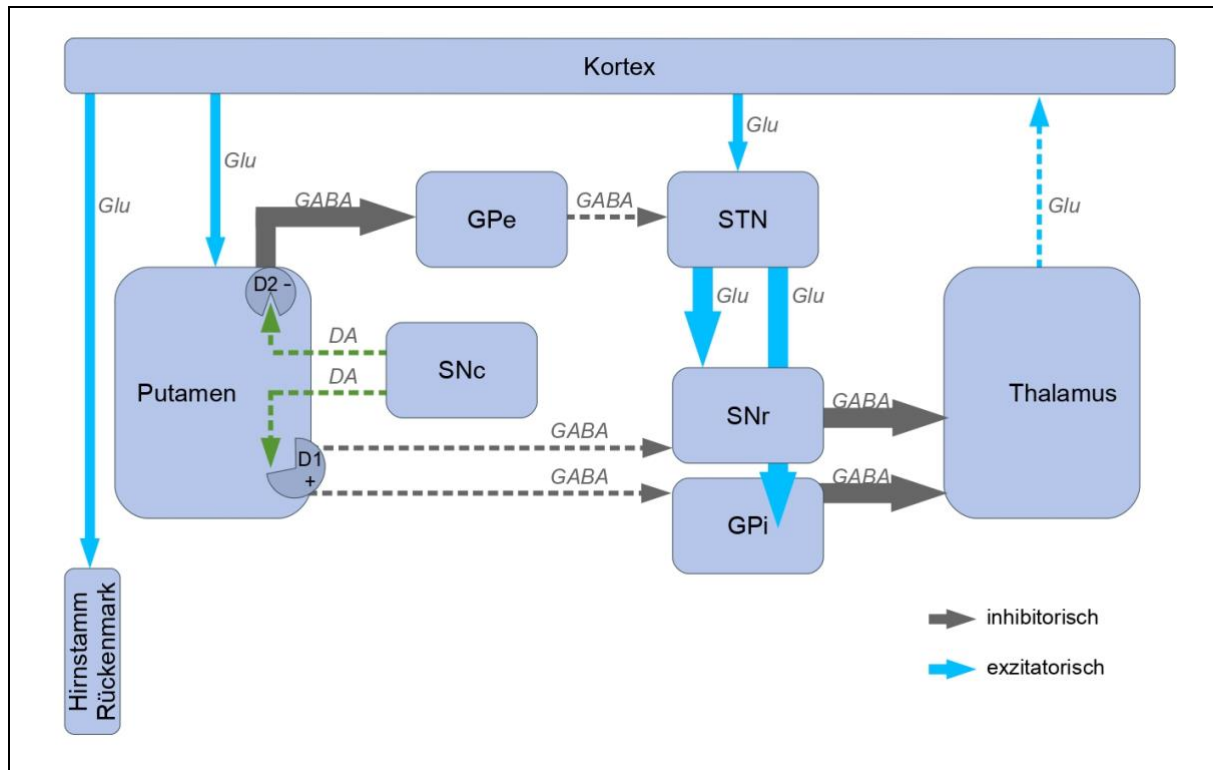 Kortex
Glu
Glu
Glu
Glu
GABA
GPe
GABA
STN
Glu
Glu
D2 -
DA
DA
SNc
Putamen
GABA
GABA
D1
+
SNr
GABA
GPi
GABA
Thalamus
Hirnstamm
Rückenmark
inhibitorisch
exzitatorisch